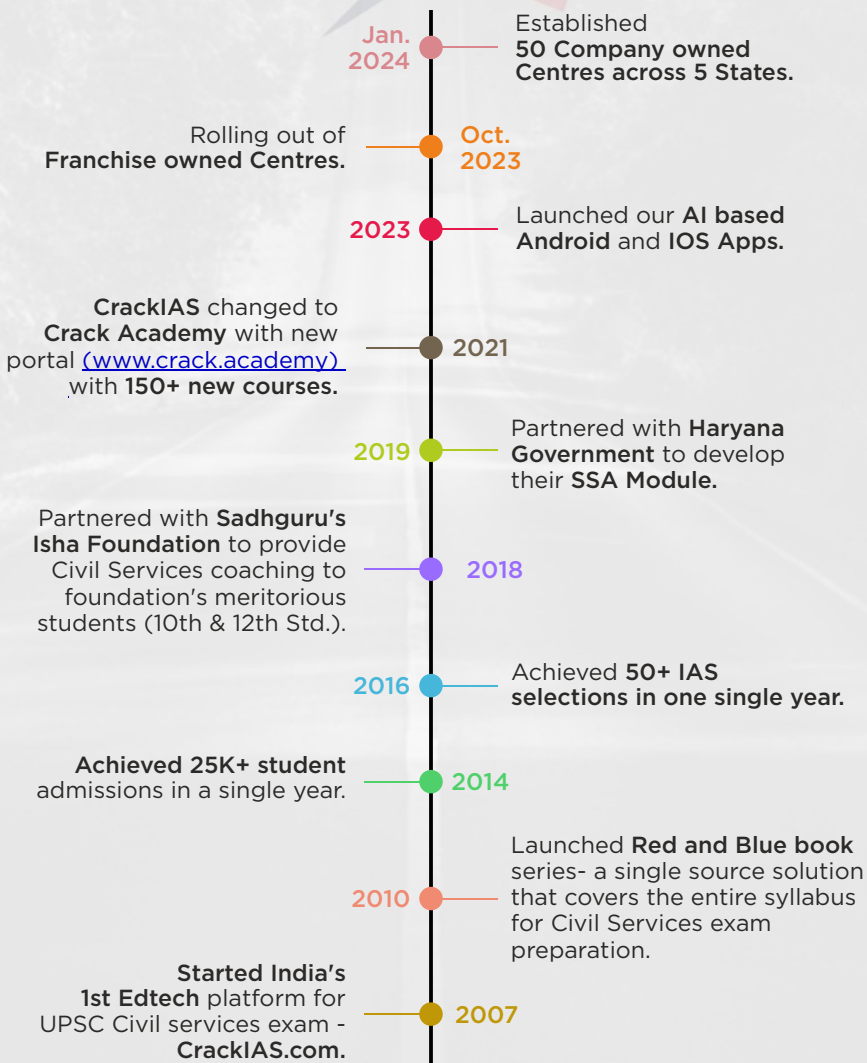 Jan.
2024
Established
50 Company owned
Centres across 5 States.
Rolling out of
Franchise owned Centres.
Oct.
2023
2023
Launched our AI based
Android and IOS Apps.
CrackIAS changed to
Crack Academy with new
portal (www.crack.academy)
with 150+ new courses.
2021
2019
Partnered with Haryana
Government to develop
their SSA Module.
Partnered with Sadhguru's
Isha Foundation to provide
Civil Services coaching to
foundation's meritorious
students (10th & 12th Std.).
2018
2016
Achieved 50+ IAS
selections in one single year.
Achieved 25K+ student
admissions in a single year.
2014
2010
Launched Red and Blue book
series- a single source solution
that covers the entire syllabus
for Civil Services exam
preparation.
Started India's
1st Edtech platform for
UPSC Civil services exam -
CrackIAS.com.
2007